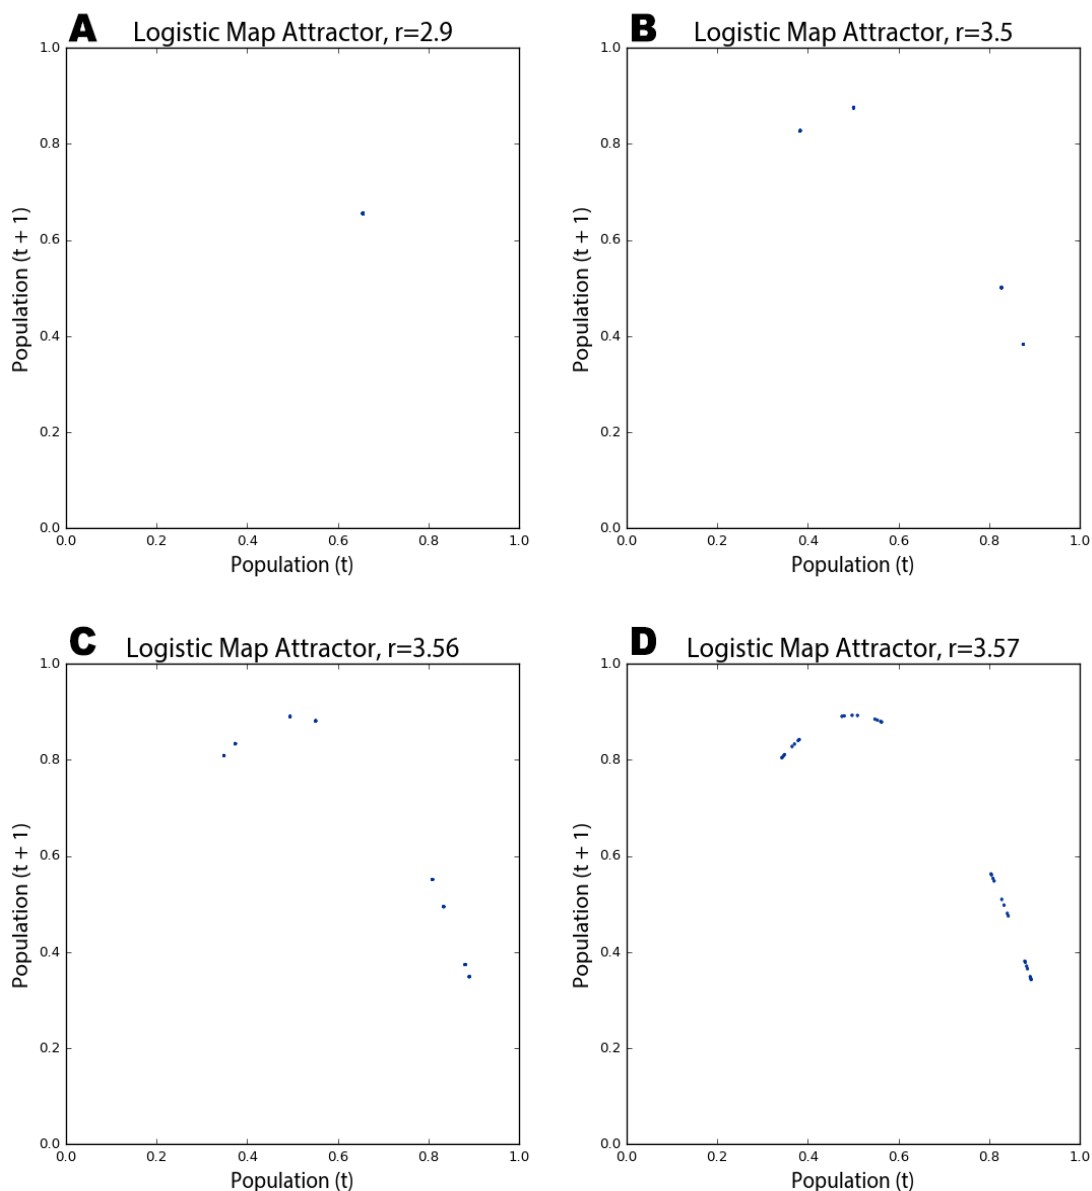 A Logistic Map Attractor, r=2.9
1.0
0.8
0.6
0.4
0.2
0.0
Population (t + 1)
0.0 0.2 0.4 0.6 0.8 1.0
Population (t)
B Logistic Map Attractor, r=3.5
1.0
0.8
0.6
0.4
0.2
0.0
Population (t + 1)
0.0 0.2 0.4 0.6 0.8 1.0
Population (t)
C Logistic Map Attractor, r=3.56
1.0
0.8
0.6
0.4
0.2
0.0
Population (t + 1)
0.0 0.2 0.4 0.6 0.8 1.0
Population (t)
D Logistic Map Attractor, r=3.57
1.0
0.8
0.6
0.4
0.2
0.0
Population (t + 1)
0.0 0.2 0.4 0.6 0.8 1.0
Population (t)